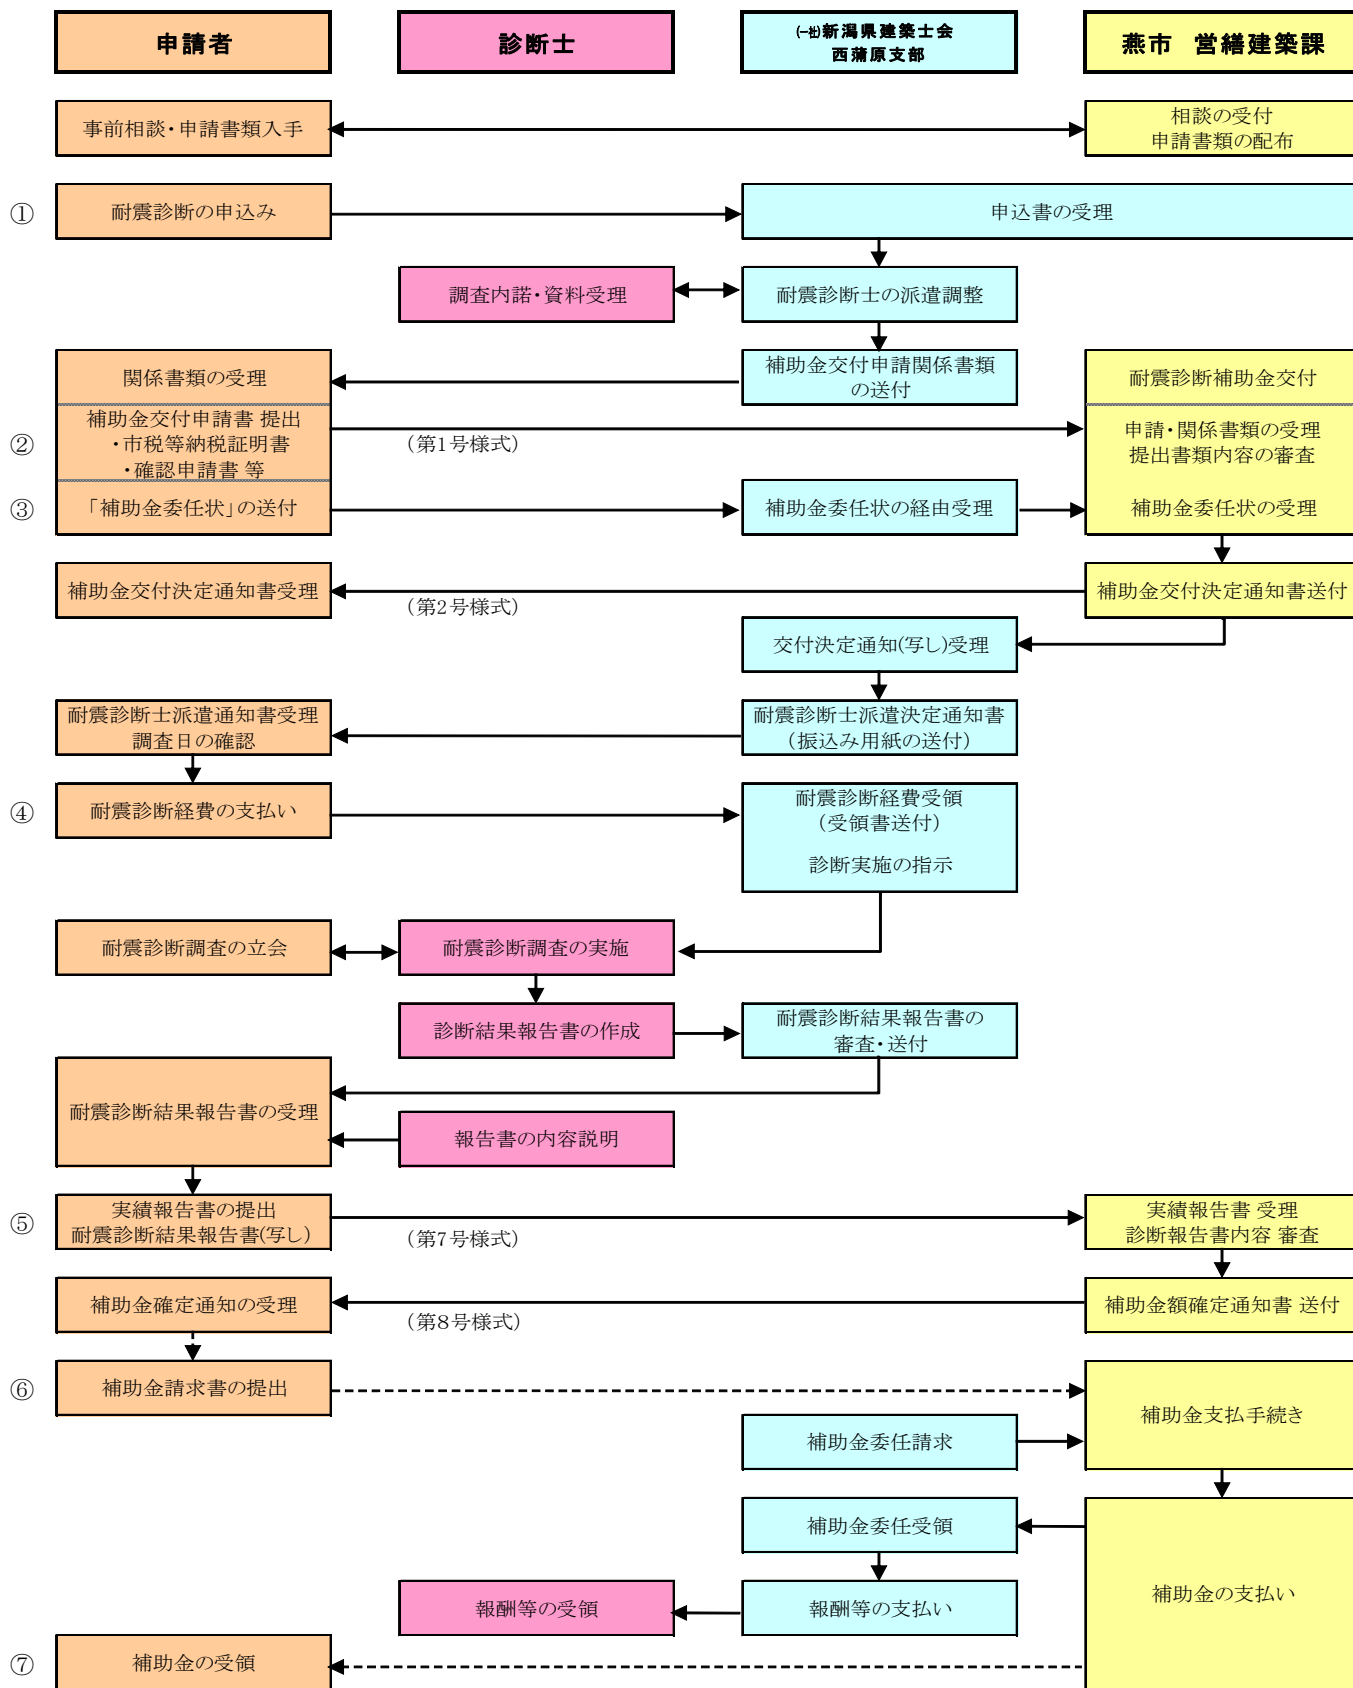 申請者
診断士
(一社)新潟県建築士会
西蒲原支部
燕市　営繕建築課
事前相談・申請書類入手
相談の受付
申請書類の配布
①
耐震診断の申込み
申込書の受理
調査内諾・資料受理
耐震診断士の派遣調整
関係書類の受理
補助金交付申請関係書類
の送付
耐震診断補助金交付
②
補助金交付申請書 提出
・市税等納税証明書
・確認申請書 等
（第1号様式）
申請・関係書類の受理
提出書類内容の審査
③
「補助金委任状」の送付
補助金委任状の経由受理
補助金委任状の受理
補助金交付決定通知書受理
（第2号様式）
補助金交付決定通知書送付
交付決定通知(写し)受理
耐震診断士派遣通知書受理
調査日の確認
耐震診断士派遣決定通知書
（振込み用紙の送付）
④
耐震診断経費の支払い
耐震診断経費受領
（受領書送付）
診断実施の指示
耐震診断調査の立会
耐震診断調査の実施
診断結果報告書の作成
耐震診断結果報告書の
審査・送付
耐震診断結果報告書の受理
報告書の内容説明
⑤
実績報告書の提出
耐震診断結果報告書(写し)
（第7号様式）
実績報告書 受理
診断報告書内容 審査
補助金確定通知の受理
（第8号様式）
補助金額確定通知書 送付
⑥
補助金請求書の提出
補助金支払手続き
補助金委任請求
補助金委任受領
報酬等の受領
報酬等の支払い
補助金の支払い
⑦
補助金の受領